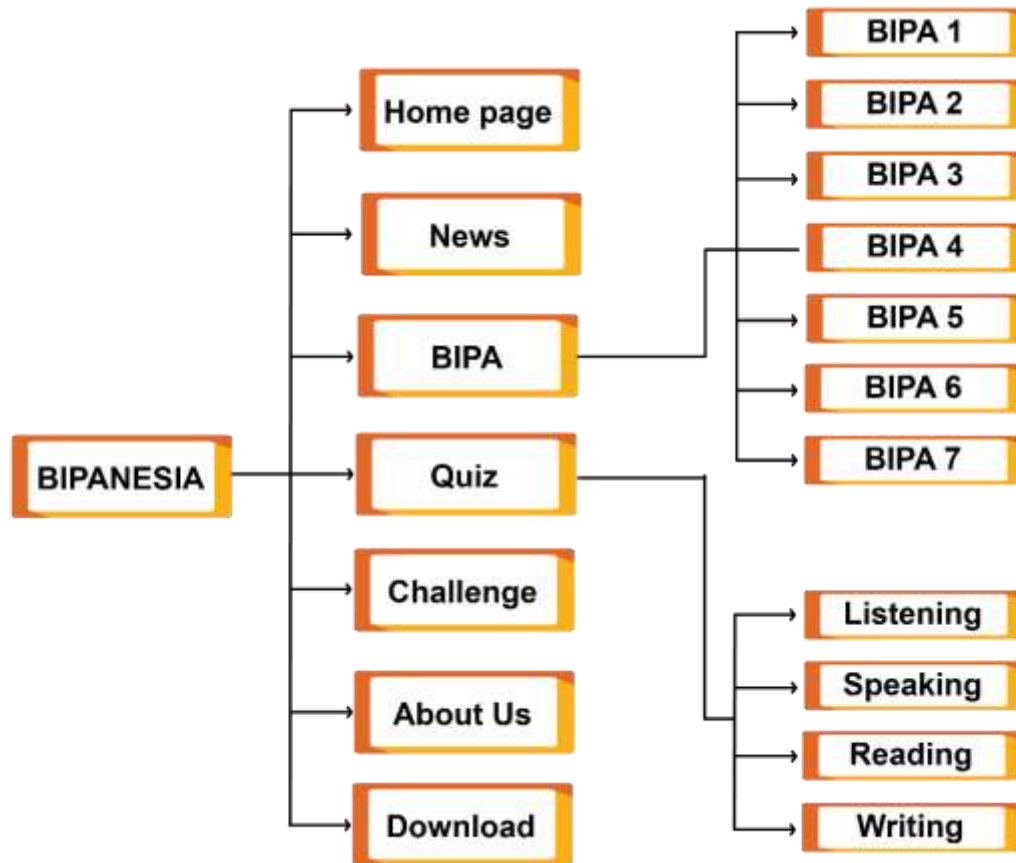 BIPANESIA
Home page
News
BIPA
Quiz
Challenge
About Us
Download
BIPA 1
BIPA 2
BIPA 3
BIPA 4
BIPA 5
BIPA 6
BIPA 7
Listening
Speaking
Reading
Writing